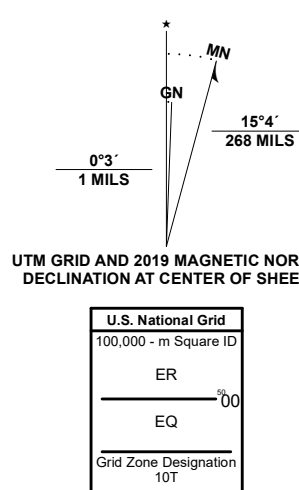 ★
MN
GN
15°4´
268 MILS
0°3´
1 MILS
UTM GRID AND 2019 MAGNETIC NOR
DECLINATION AT CENTER OF SHEE
U.S. National Grid
100,000 - m Square ID
ER
50
00
EQ
Grid Zone Designation
10T